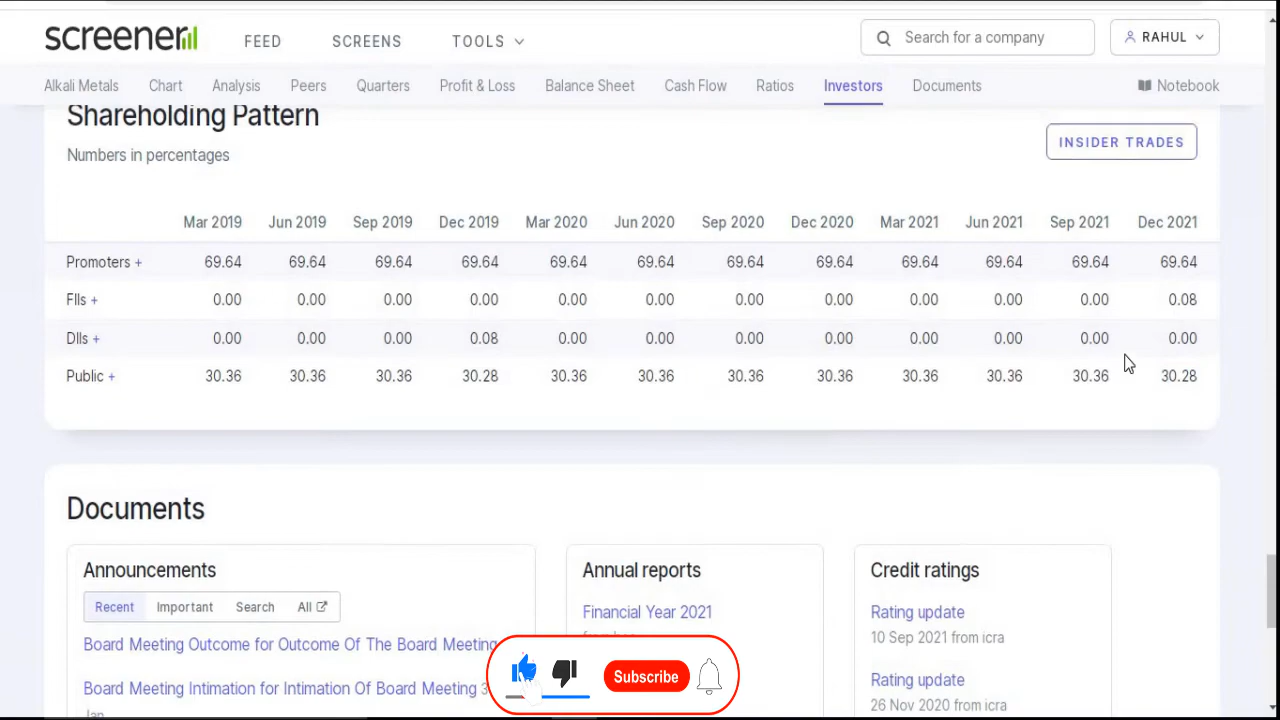 screener
FEED SCREENS TOOLS
Search for a company
RAHUL
Alkali Metals Chart Analysis Peers Quarters Profit & Loss Balance Sheet Cash Flow Ratios Investors Documents Notebook
Shareholding Pattern
Numbers in percentages
INSIDER TRADES
Mar 2019 Jun 2019 Sep 2019 Dec 2019 Mar 2020 Jun 2020 Sep 2020 Dec 2020 Mar 2021 Jun 2021 Sep 2021 Dec 2021
Promoters + 69.64 69.64 69.64 69.64 69.64 69.64 69.64 69.64 69.64 69.64 69.64 69.64
FIIs + 0.00 0.00 0.00 0.00 0.00 0.00 0.00 0.00 0.00 0.00 0.00 0.08
DIIs + 0.00 0.00 0.00 0.08 0.00 0.00 0.00 0.00 0.00 0.00 0.00 0.00
Public + 30.36 30.36 30.36 30.28 30.36 30.36 30.36 30.36 30.36 30.36 30.36 30.28
Documents
Announcements
Recent Important Search All
Board Meeting Outcome for Outcome Of The Board Meeting
Board Meeting Intimation for Intimation Of Board Meeting 3
Jan
Annual reports
Financial Year 2021
Credit ratings
Rating update
10 Sep 2021 from icra
Rating update
26 Nov 2020 from icra
Subscribe